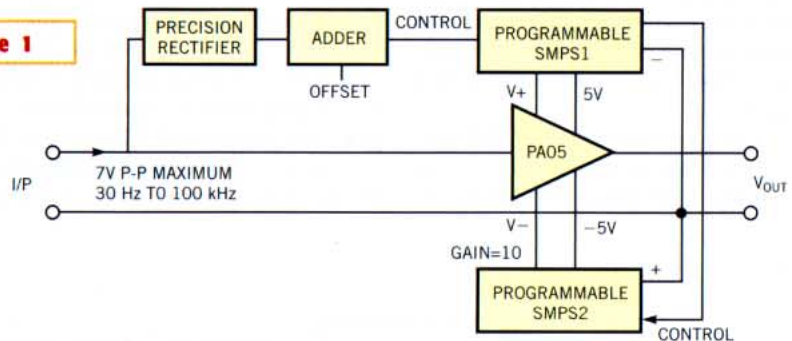 e 1
PRECISION
RECTIFIER
ADDER
CONTROL
PROGRAMMABLE
SMPS1
−
OFFSET
V+
5V
PA05
I/P
7V P-P MAXIMUM
30 Hz T0 100 kHz
VOUT
V−
−5V
GAIN=10
+
PROGRAMMABLE
SMPS2
CONTROL